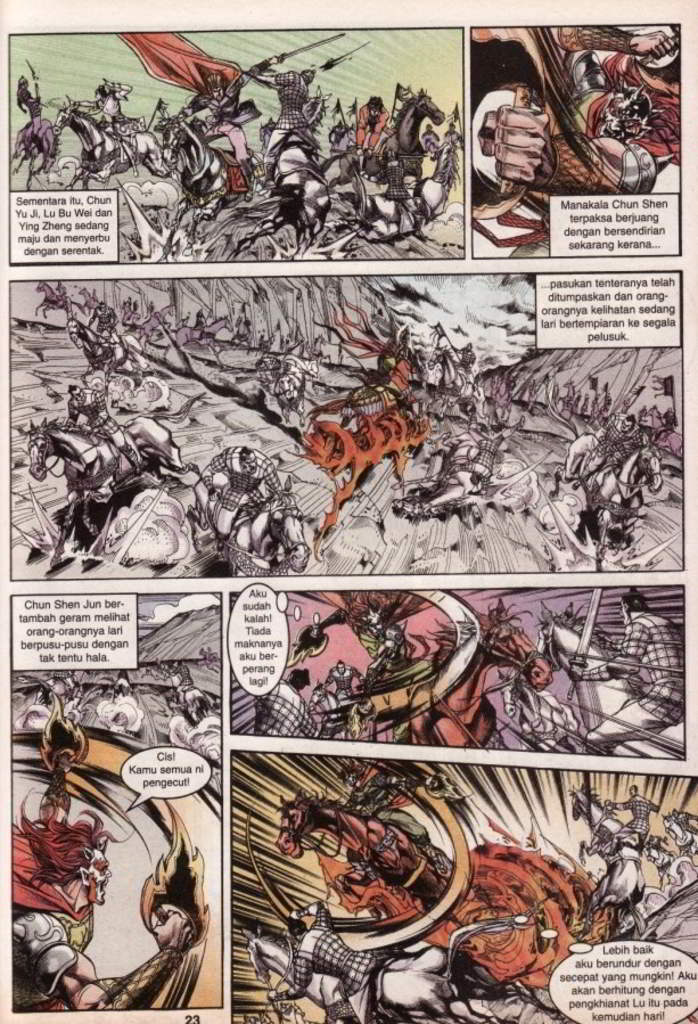 Sementara itu, Chun
Yu Ji, Lu Bu Wei dan
Ying Zheng sedang
maju dan menyerbu
dengan serentak.
Manakala Chun Shen
terpaksa berjuang
dengan bersendirian
sekarang kerana...
...pasukan tenteranya telah
ditumpaskan dan orang-
orangnya kelihatan sedang
lari bertempiaran ke segala
pelusuk.
Chun Shen Jun ber-
tambah geram melihat
orang-orangnya lari
berpusu-pusu dengan
tak tentu hala.
Cis!
Kamu semua ni
pengecut!
Aku
sudah
kalah!
Tiada
maknanya
aku ber-
perang
lagi!
Lebih baik
aku berundur dengan
secepat yang mungkin! Aku
akan berhitung dengan
pengkhianat Lu itu pada
kemudian hari!
23